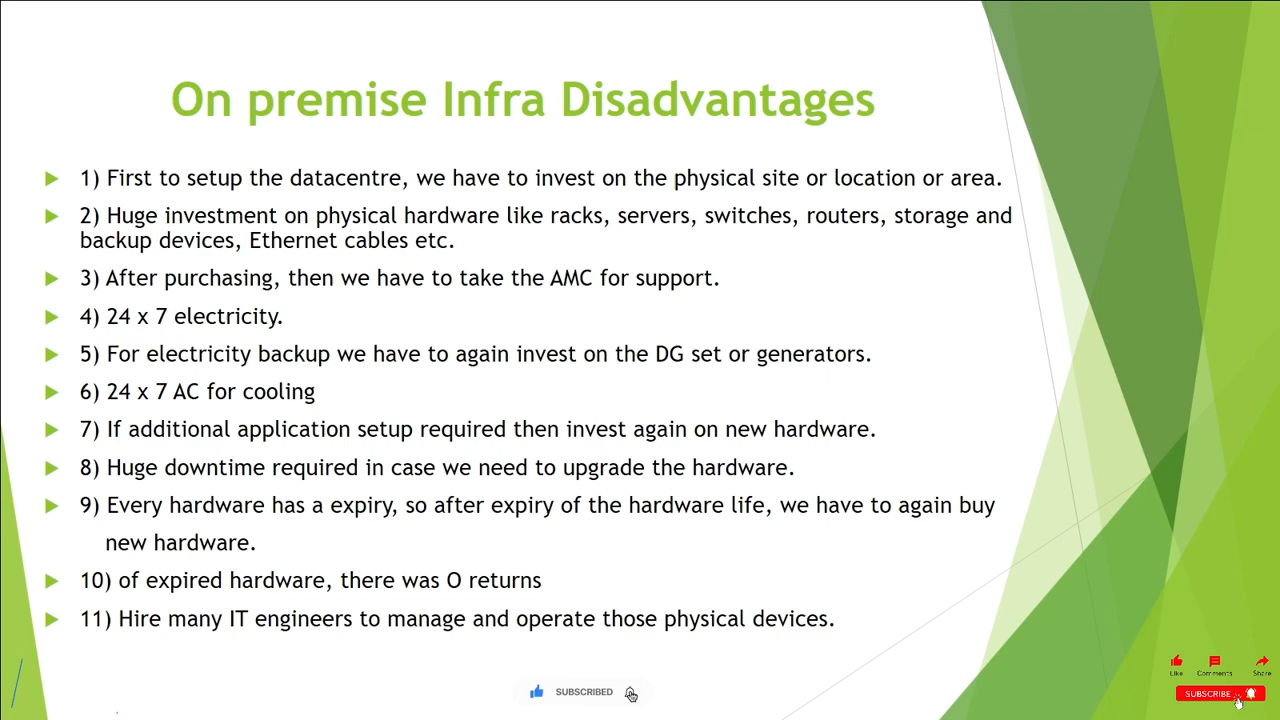 On premise Infra Disadvantages
1) First to setup the datacentre, we have to invest on the physical site or location or area.
2) Huge investment on physical hardware like racks, servers, switches, routers, storage and
backup devices, Ethernet cables etc.
3) After purchasing, then we have to take the AMC for support.
4) 24 x 7 electricity.
5) For electricity backup we have to again invest on the DG set or generators.
6) 24 x 7 AC for cooling
7) If additional application setup required then invest again on new hardware.
8) Huge downtime required in case we need to upgrade the hardware.
9) Every hardware has a expiry, so after expiry of the hardware life, we have to again buy
new hardware.
10) of expired hardware, there was O returns
11) Hire many IT engineers to manage and operate those physical devices.
SUBSCRIBED
Like Comments Share
SUBSCRIBE